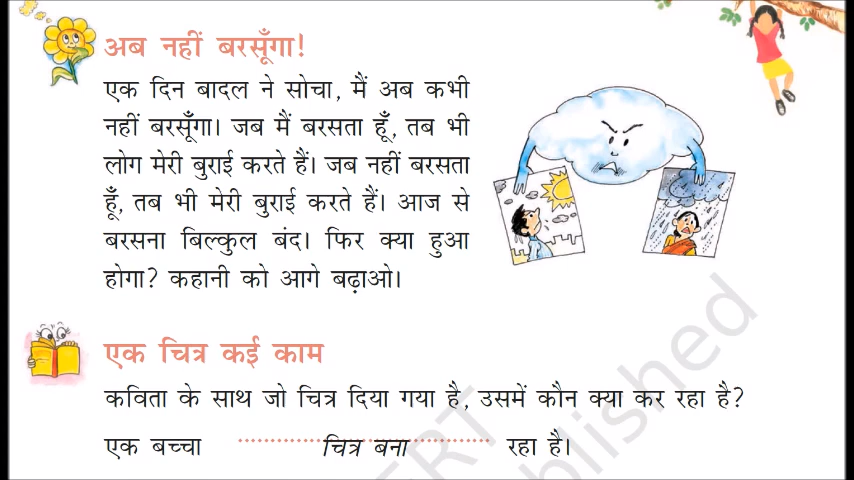 अब नहीं बरसूँगा!
एक दिन बादल ने सोचा, मैं अब कभी
नहीं बरसूँगा। जब मैं बरसता हूँ, तब भी
लोग मेरी बुराई करते हैं। जब नहीं बरसता
हूँ, तब भी मेरी बुराई करते हैं। आज से
बरसना बिल्कुल बंद। फिर क्या हुआ
होगा? कहानी को आगे बढ़ाओ।
एक चित्र कई काम
कविता के साथ जो चित्र दिया गया है, उसमें कौन क्या कर रहा है?
एक बच्चा चित्र बना रहा है।